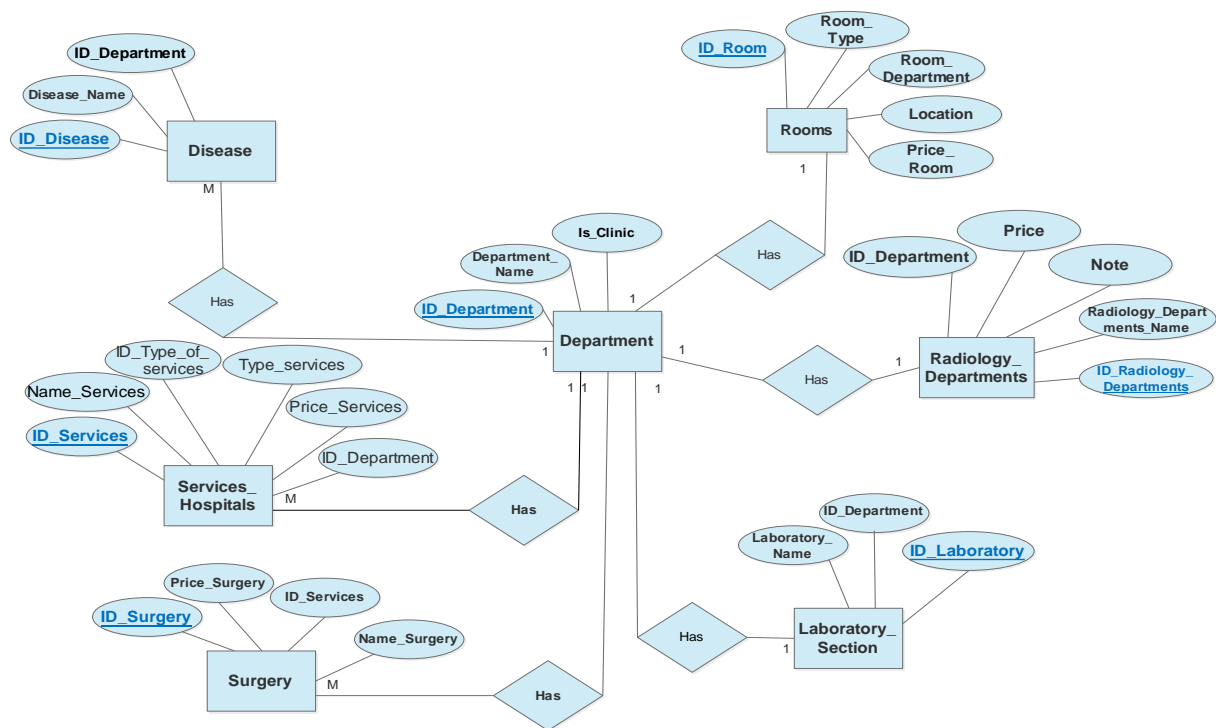 ID_Department
Disease_Name
ID_Disease
Disease
M
Has
Room_
Type
ID_Room
Room_
Department
Location
Price_
Room
Rooms
1
Has
1
Is_Clinic
Department_
Name
ID_Department
Department
1
1
1
1
1
Price
ID_Department
Note
Radiology_Depart
ments_Name
ID_Radiology_
Departments
Radiology_
Departments
1
Has
ID_Type_of_
services
Type_services
Name_Services
Price_Services
ID_Services
ID_Department
Services_
Hospitals
M
Has
Price_Surgery
ID_Services
ID_Surgery
Name_Surgery
Surgery
M
Has
ID_Department
Laboratory_
Name
ID_Laboratory
Laboratory_
Section
1
Has